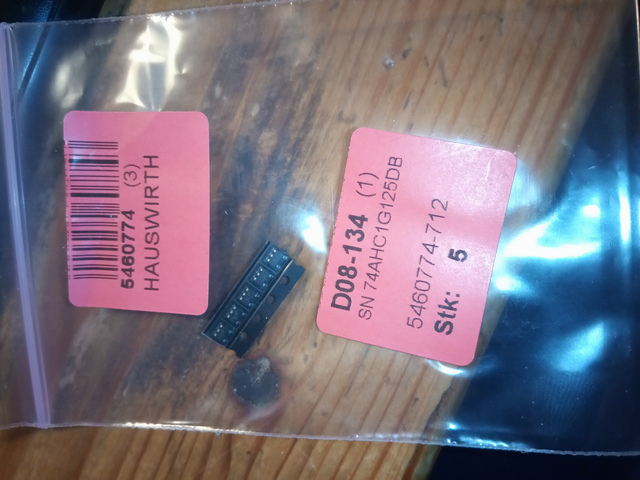 5460774 (3)
HAUSWIRTH
D08-134 (1)
SN 74AHC1G125DB
5460774-712
Stk: 5